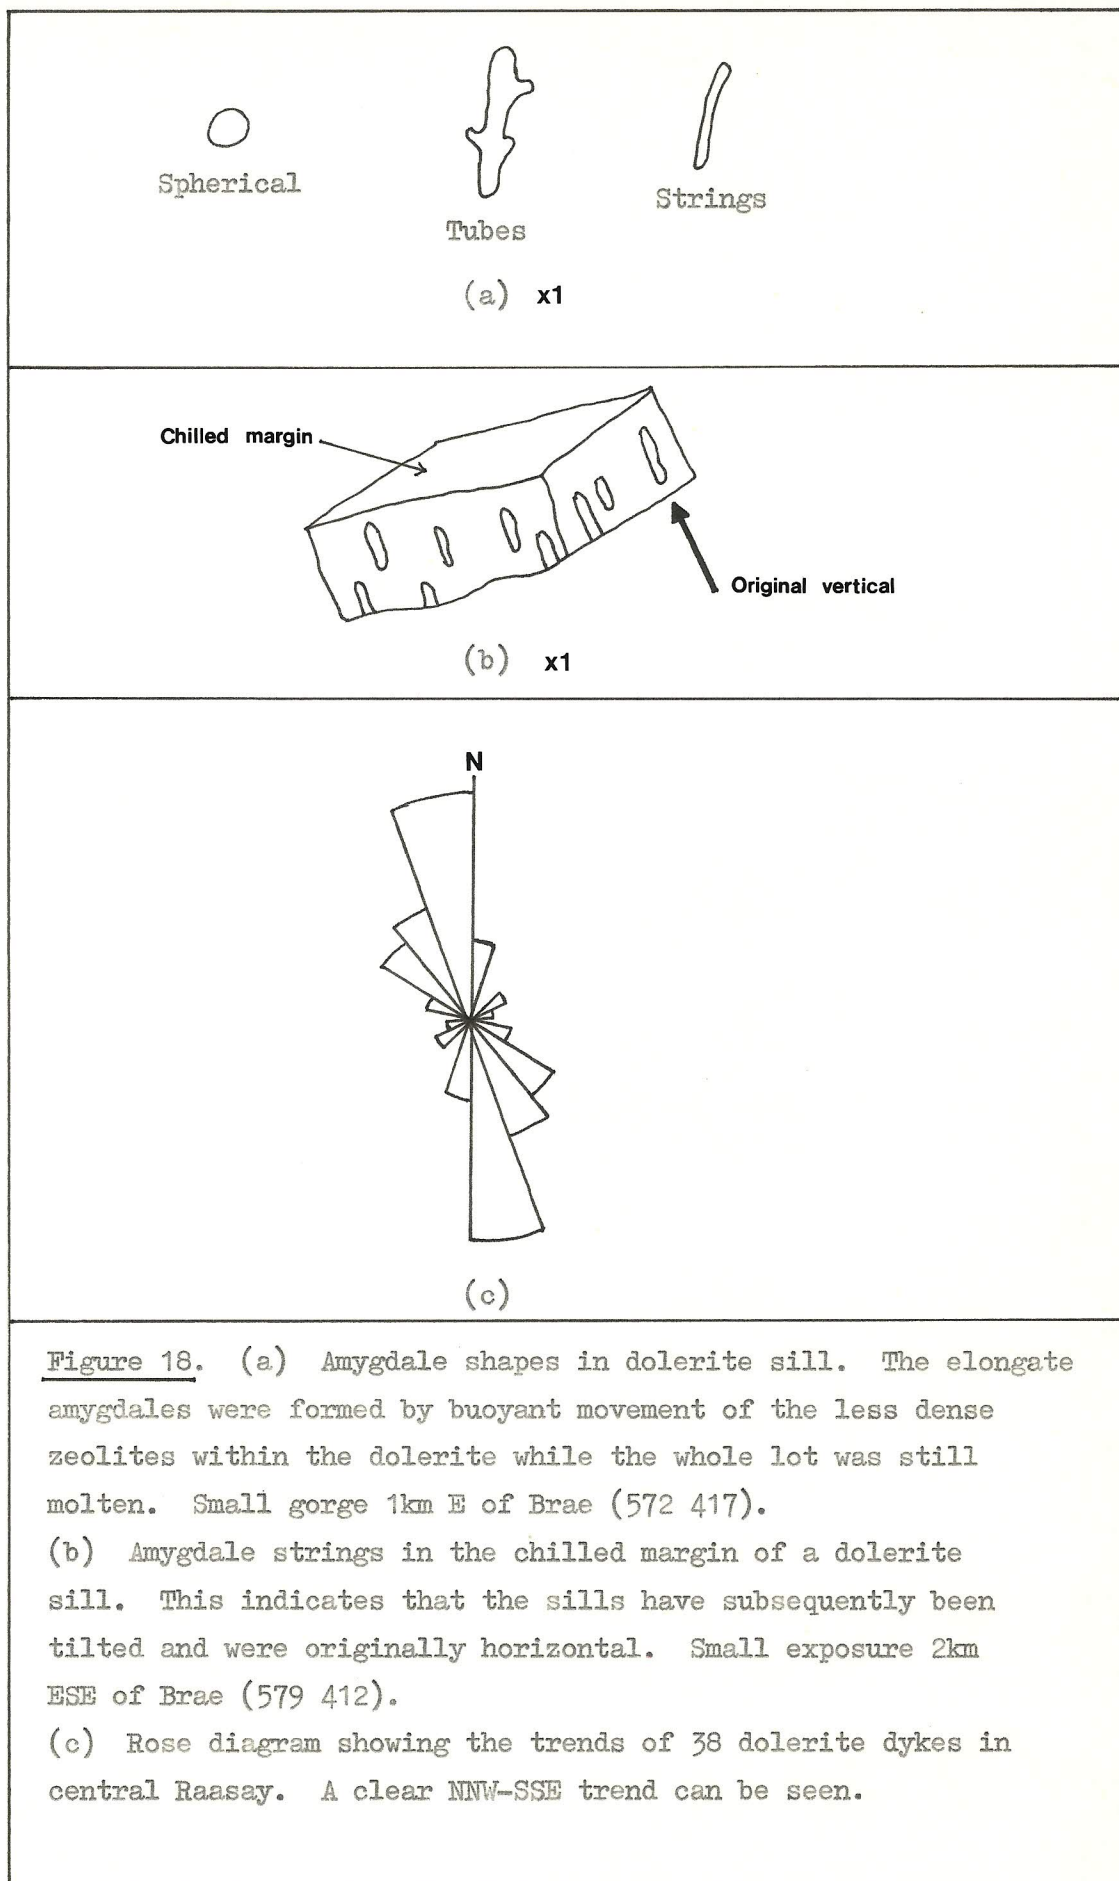 Spherical
Tubes
Strings
(a) x1
Chilled margin
Original vertical
(b) x1
N
(c)
Figure 18. (a) Amygdale shapes in dolerite sill. The elongate
amygdales were formed by buoyant movement of the less dense
zeolites within the dolerite while the whole lot was still
molten. Small gorge 1km E of Brae (572 417).
(b) Amygdale strings in the chilled margin of a dolerite
sill. This indicates that the sills have subsequently been
tilted and were originally horizontal. Small exposure 2km
ESE of Brae (579 412).
(c) Rose diagram showing the trends of 38 dolerite dykes in
central Raasay. A clear NNW-SSE trend can be seen.